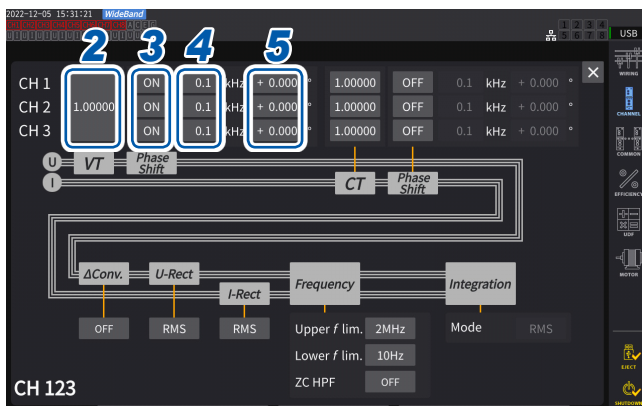 2022-12-05 15:31:21 WideBand
1 2 3 4
5 6 7 8
USB
2 3 4 5
WIRING
CH 1 ON 0.1 kHz + 0.000 ° 1.00000 OFF 0.1 kHz + 0.000 °
CH 2 1.00000 ON 0.1 kHz + 0.000 ° 1.00000 OFF 0.1 kHz + 0.000 °
CH 3 ON 0.1 kHz + 0.000 ° 1.00000 OFF 0.1 kHz + 0.000 °
CHANNEL
COMMON
U VT Phase Shift
I CT Phase Shift
EFFICIENCY
UDF
MOTOR
ΔConv. U-Rect I-Rect Frequency Integration
OFF RMS RMS
Upper f lim. 2MHz
Mode RMS
Lower f lim. 10Hz
ZC HPF OFF
CH 123
EJECT
SHUTDOWN